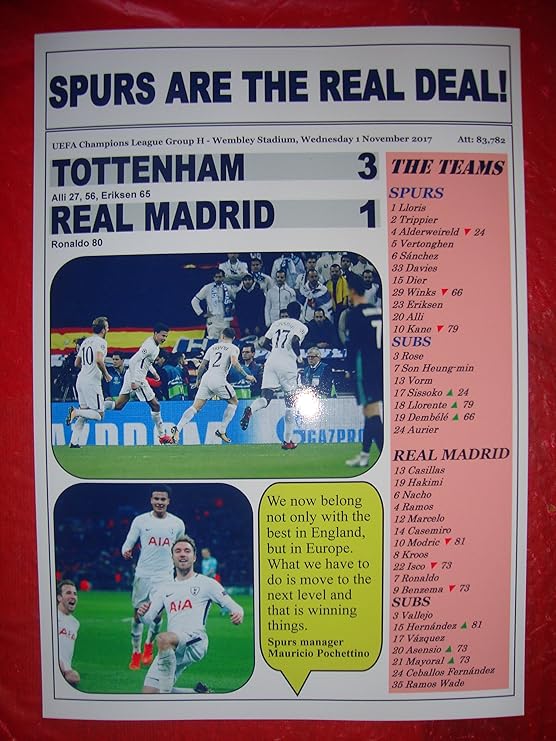 SPURS ARE THE REAL DEAL!
UEFA Champions League Group H - Wembley Stadium, Wednesday 1 November 2017 Att: 83,782
TOTTENHAM 3
Alli 27, 56, Eriksen 65
REAL MADRID 1
Ronaldo 80
10
2
17
GAZPR
AIA
AIA
We now belong
not only with the
best in England,
but in Europe.
What we have to
do is move to the
next level and
that is winning
things.
Spurs manager
Mauricio Pochettino
THE TEAMS
SPURS
1 Lloris
2 Trippier
4 Alderweireld ▼ 24
5 Vertonghen
6 Sánchez
33 Davies
15 Dier
29 Winks ▼ 66
23 Eriksen
20 Alli
10 Kane ▼ 79
SUBS
3 Rose
7 Son Heung-min
13 Vorm
17 Sissoko ▲ 24
18 Llorente ▲ 79
19 Dembélé ▲ 66
24 Aurier
REAL MADRID
13 Casillas
19 Hakimi
6 Nacho
4 Ramos
12 Marcelo
14 Casemiro
10 Modric ▼ 81
8 Kroos
22 Isco ▼ 73
7 Ronaldo
9 Benzema ▼ 73
SUBS
3 Vallejo
15 Hernández ▲ 81
17 Vázquez
20 Asensio ▲ 73
21 Mayoral ▲ 73
24 Ceballos Fernández
35 Ramos Wade